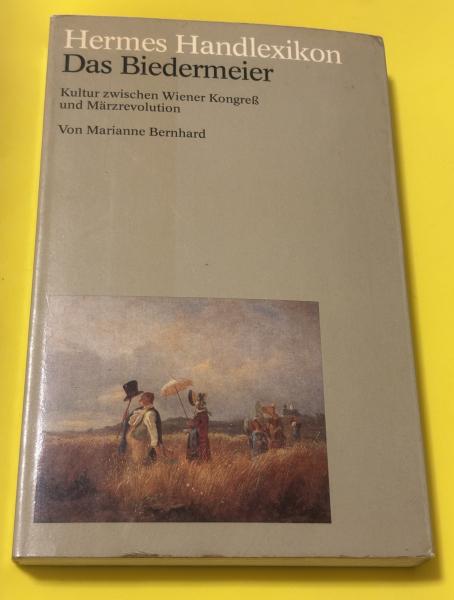 Hermes Handlexikon
Das Biedermeier
Kultur zwischen Wiener Kongreß
und Märzrevolution
Von Marianne Bernhard